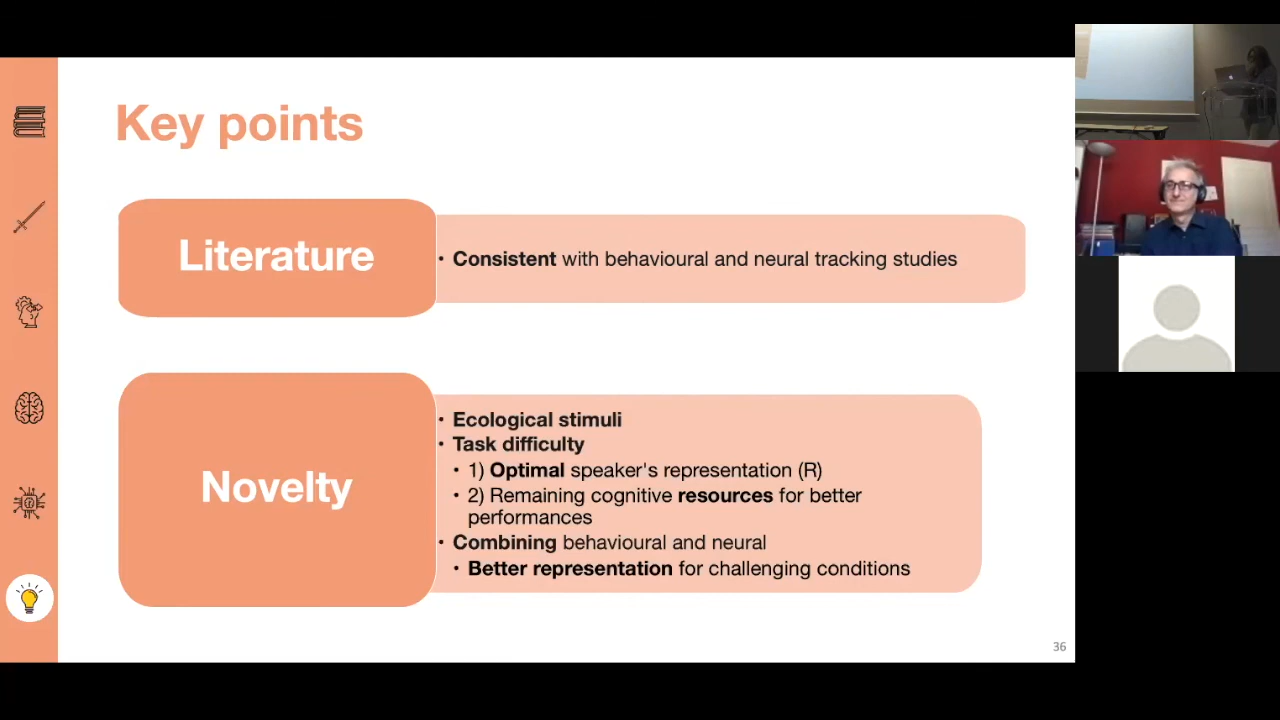 Key points
Literature
• Consistent with behavioural and neural tracking studies
Novelty
• Ecological stimuli
• Task difficulty
• 1) Optimal speaker's representation (R)
• 2) Remaining cognitive resources for better
performances
• Combining behavioural and neural
• Better representation for challenging conditions
36